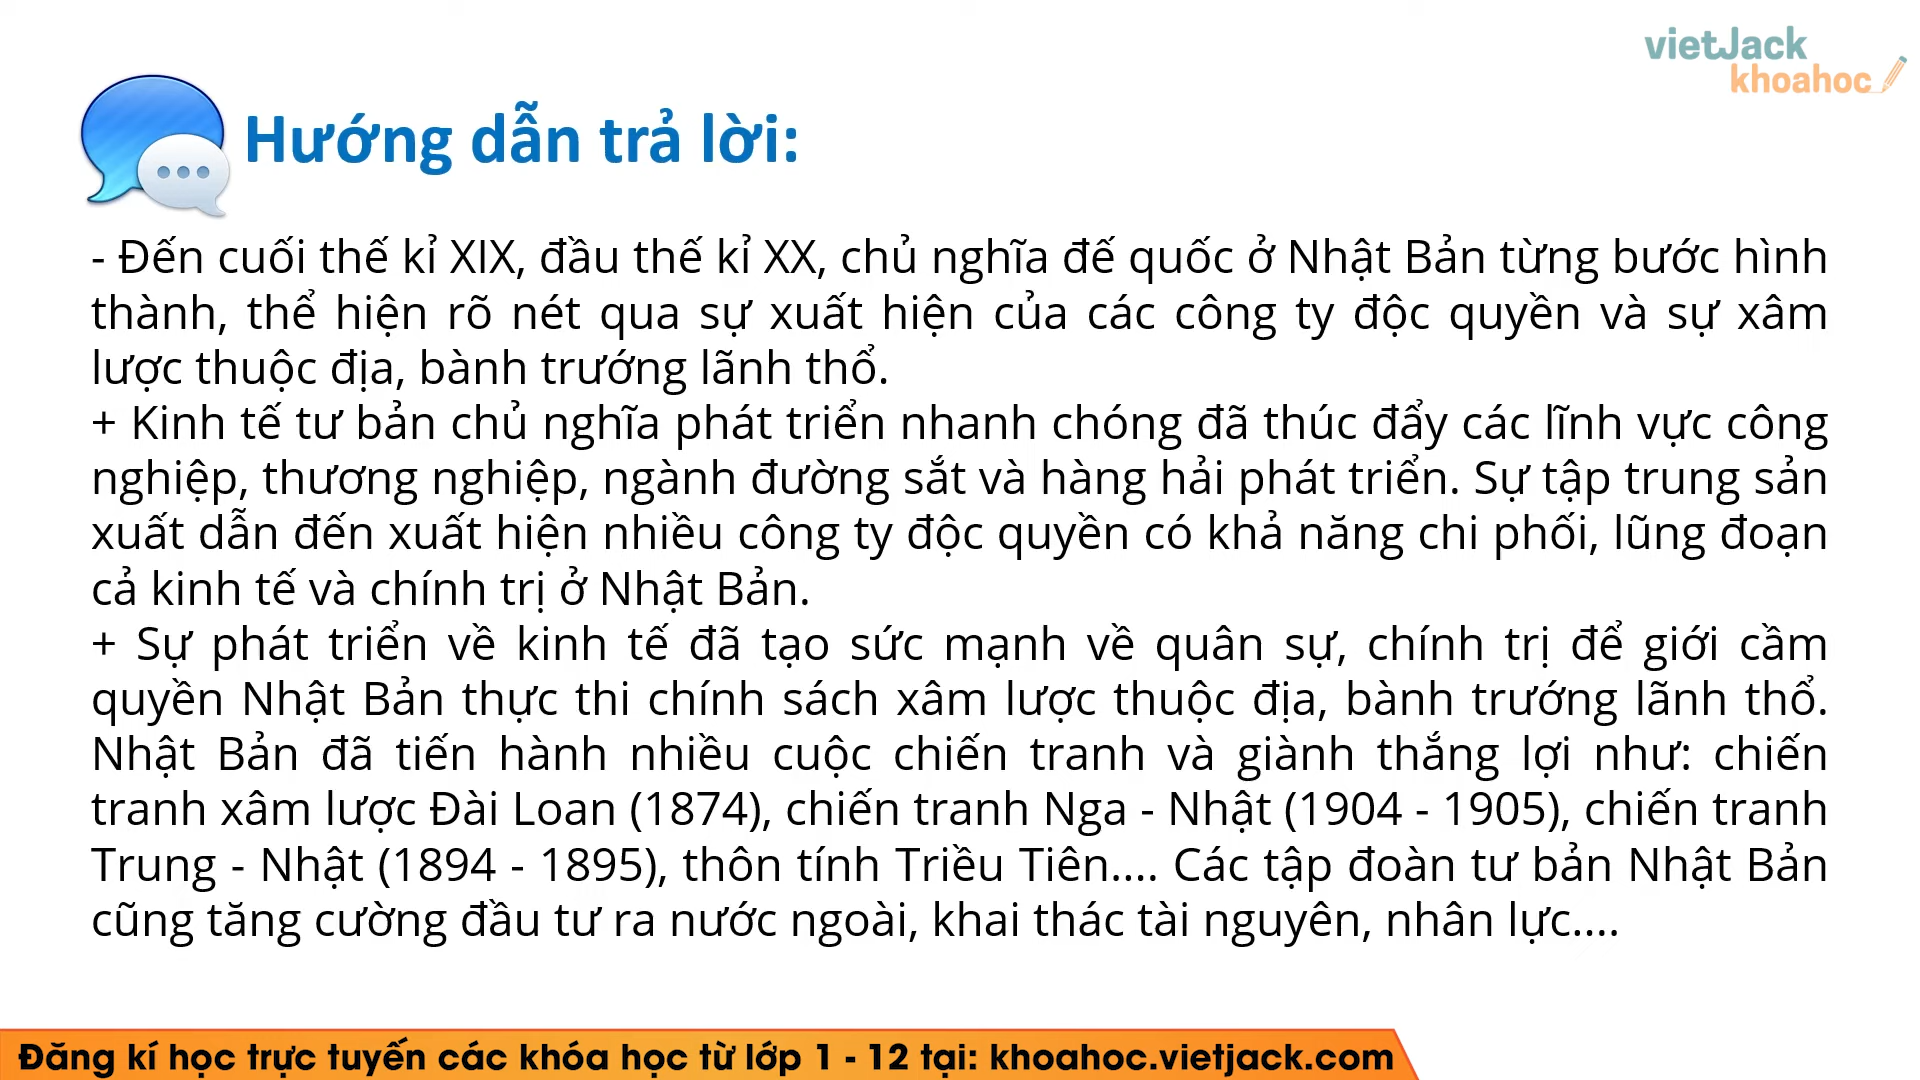 vietJack
khoahoc
Hướng dẫn trả lời:
- Đến cuối thế kỉ XIX, đầu thế kỉ XX, chủ nghĩa đế quốc ở Nhật Bản từng bước hình
thành, thể hiện rõ nét qua sự xuất hiện của các công ty độc quyền và sự xâm
lược thuộc địa, bành trướng lãnh thổ.
+ Kinh tế tư bản chủ nghĩa phát triển nhanh chóng đã thúc đẩy các lĩnh vực công
nghiệp, thương nghiệp, ngành đường sắt và hàng hải phát triển. Sự tập trung sản
xuất dẫn đến xuất hiện nhiều công ty độc quyền có khả năng chi phối, lũng đoạn
cả kinh tế và chính trị ở Nhật Bản.
+ Sự phát triển về kinh tế đã tạo sức mạnh về quân sự, chính trị để giới cầm
quyền Nhật Bản thực thi chính sách xâm lược thuộc địa, bành trướng lãnh thổ.
Nhật Bản đã tiến hành nhiều cuộc chiến tranh và giành thắng lợi như: chiến
tranh xâm lược Đài Loan (1874), chiến tranh Nga - Nhật (1904 - 1905), chiến tranh
Trung - Nhật (1894 - 1895), thôn tính Triều Tiên.... Các tập đoàn tư bản Nhật Bản
cũng tăng cường đầu tư ra nước ngoài, khai thác tài nguyên, nhân lực....
Đăng kí học trực tuyến các khóa học từ lớp 1 - 12 tại: khoahoc.vietjack.com